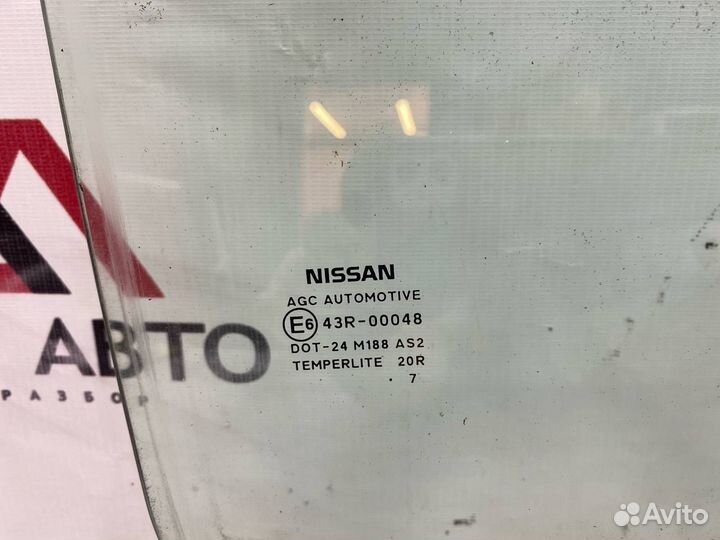 АВТО
РАЗБОР
NISSAN
AGC AUTOMOTIVE
E6 43R-00048
DOT-24 M188 AS2
TEMPERLITE 20R
7
Avito